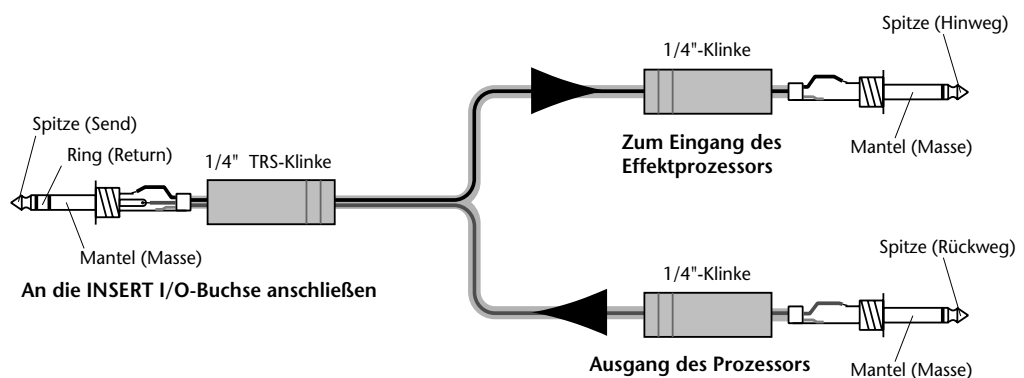 Spitze (Send)
Ring (Return)
1/4" TRS-Klinke
Mantel (Masse)
An die INSERT I/O-Buchse anschließen
1/4"-Klinke
Spitze (Hinweg)
Zum Eingang des
Effektprozessors
Mantel (Masse)
1/4"-Klinke
Spitze (Rückweg)
Ausgang des Prozessors
Mantel (Masse)